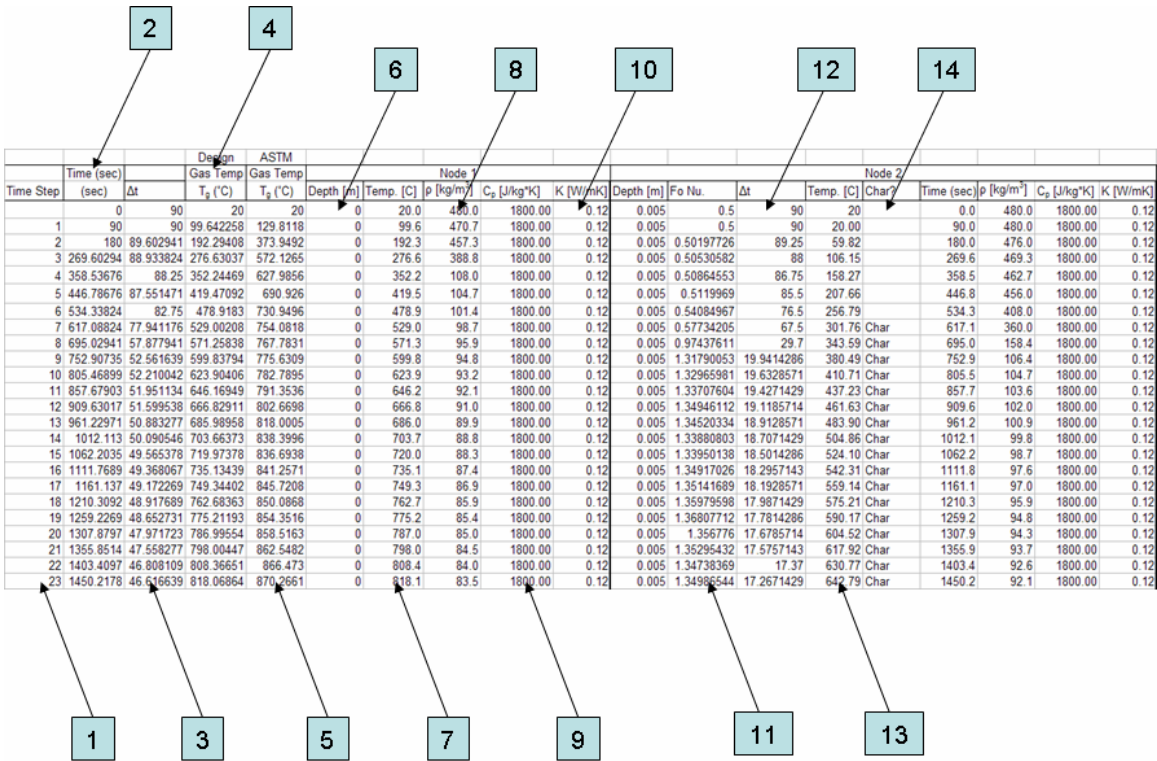 2 4
6 8 10 12 14
Design ASTM
Time (sec) Gas Temp Gas Temp Node 1 Node 2
Time Step (sec) Δt Tg (°C) Tg (°C) Depth [m] Temp. [C] ρ [kg/m³] Cp [J/kg*K] K [W/mK] Depth [m] Fo Nu. Δt Temp. [C] Char? Time (sec) ρ [kg/m³] Cp [J/kg*K] K [W/mK]
0 90 20 20 0 20.0 480.0 1800.00 0.12 0.005 0.5 90 20 0.0 480.0 1800.00 0.12
1 90 90 99.642258 129.8118 0 99.6 470.7 1800.00 0.12 0.005 0.5 90 20.00 90.0 480.0 1800.00 0.12
2 180 89.602941 192.29408 373.9492 0 192.3 457.3 1800.00 0.12 0.005 0.50197726 89.25 59.82 180.0 476.0 1800.00 0.12
3 269.60294 88.933824 276.63037 572.1265 0 276.6 388.8 1800.00 0.12 0.005 0.50530582 88 106.15 269.6 469.3 1800.00 0.12
4 358.53676 88.25 352.24469 627.9856 0 352.2 108.0 1800.00 0.12 0.005 0.50864553 86.75 158.27 358.5 462.7 1800.00 0.12
5 446.78676 87.551471 419.47092 690.926 0 419.5 104.7 1800.00 0.12 0.005 0.5119969 85.5 207.66 446.8 456.0 1800.00 0.12
6 534.33824 82.75 478.9183 730.9496 0 478.9 101.4 1800.00 0.12 0.005 0.54084967 76.5 256.79 534.3 408.0 1800.00 0.12
7 617.08824 77.941176 529.00208 754.0818 0 529.0 98.7 1800.00 0.12 0.005 0.57734205 67.5 301.76 Char 617.1 360.0 1800.00 0.12
8 695.02941 57.877941 571.25838 767.7831 0 571.3 95.9 1800.00 0.12 0.005 0.97437611 29.7 343.59 Char 695.0 158.4 1800.00 0.12
9 752.90735 52.561639 599.83794 775.6309 0 599.8 94.8 1800.00 0.12 0.005 1.31790053 19.9414286 380.49 Char 752.9 106.4 1800.00 0.12
10 805.46899 52.210042 623.90406 782.7895 0 623.9 93.2 1800.00 0.12 0.005 1.32965981 19.6328571 410.71 Char 805.5 104.7 1800.00 0.12
11 857.67903 51.951134 646.16949 791.3536 0 646.2 92.1 1800.00 0.12 0.005 1.33707604 19.4271429 437.23 Char 857.7 103.6 1800.00 0.12
12 909.63017 51.599538 666.82911 802.6698 0 666.8 91.0 1800.00 0.12 0.005 1.34946112 19.1185714 461.63 Char 909.6 102.0 1800.00 0.12
13 961.22971 50.883277 685.98958 818.0005 0 686.0 89.9 1800.00 0.12 0.005 1.34520334 18.9128571 483.90 Char 961.2 100.9 1800.00 0.12
14 1012.113 50.090546 703.66373 838.3996 0 703.7 88.8 1800.00 0.12 0.005 1.33880803 18.7071429 504.86 Char 1012.1 99.8 1800.00 0.12
15 1062.2035 49.565378 719.97378 836.6938 0 720.0 88.3 1800.00 0.12 0.005 1.33950138 18.5014286 524.10 Char 1062.2 98.7 1800.00 0.12
16 1111.7689 49.368067 735.13439 841.2571 0 735.1 87.4 1800.00 0.12 0.005 1.34917026 18.2957143 542.31 Char 1111.8 97.6 1800.00 0.12
17 1161.137 49.172269 749.34402 845.7208 0 749.3 86.9 1800.00 0.12 0.005 1.35141689 18.1928571 559.14 Char 1161.1 97.0 1800.00 0.12
18 1210.3092 48.917689 762.68363 850.0868 0 762.7 85.9 1800.00 0.12 0.005 1.35979598 17.9871429 575.21 Char 1210.3 95.9 1800.00 0.12
19 1259.2269 48.652731 775.21193 854.3516 0 775.2 85.4 1800.00 0.12 0.005 1.36807712 17.7814286 590.17 Char 1259.2 94.8 1800.00 0.12
20 1307.8797 47.971723 786.99554 858.5163 0 787.0 85.0 1800.00 0.12 0.005 1.356776 17.6785714 604.52 Char 1307.9 94.3 1800.00 0.12
21 1355.8514 47.558277 798.00447 862.5482 0 798.0 84.5 1800.00 0.12 0.005 1.35295432 17.5757143 617.92 Char 1355.9 93.7 1800.00 0.12
22 1403.4097 46.808109 808.36651 866.473 0 808.4 84.0 1800.00 0.12 0.005 1.34738369 17.37 630.77 Char 1403.4 92.6 1800.00 0.12
23 1450.2178 46.616639 818.06864 870.2661 0 818.1 83.5 1800.00 0.12 0.005 1.34986544 17.2671429 642.79 Char 1450.2 92.1 1800.00 0.12
1 3 5 7 9 11 13